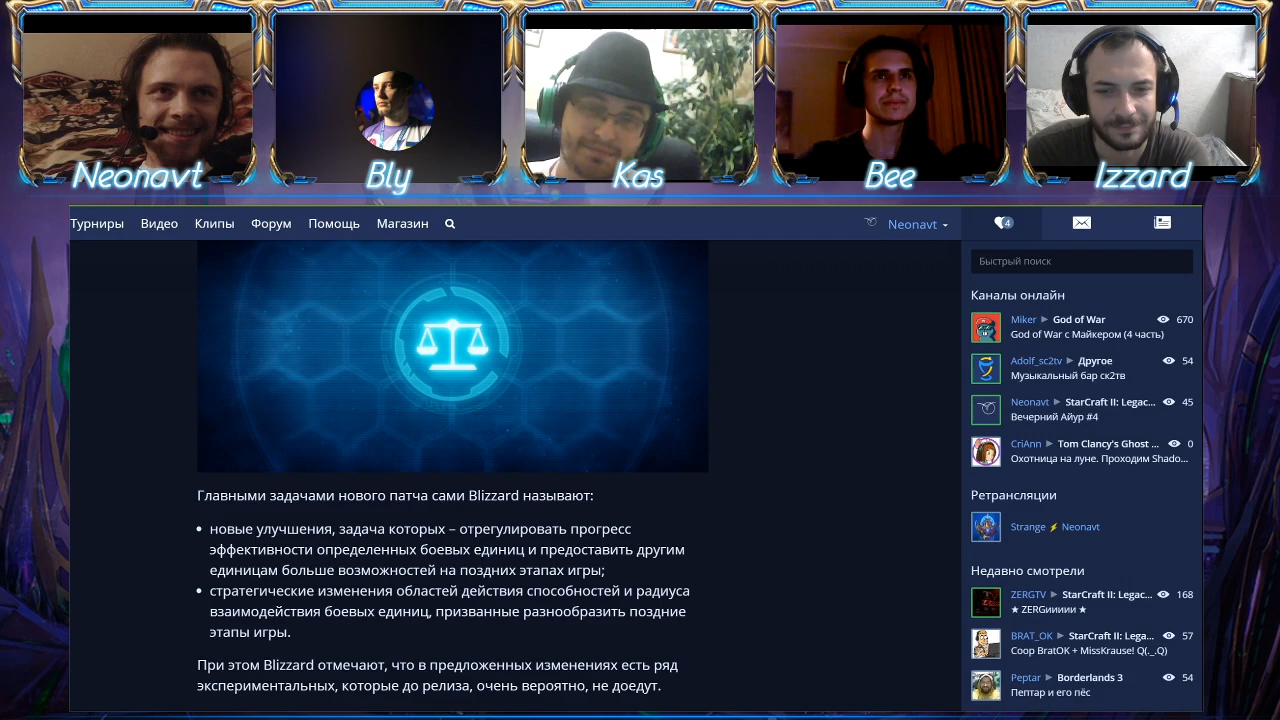 Neonavt
Bly
Kas
Bee
Izzard
Турниры Видео Клипы Форум Помощь Магазин
Neonavt
4
Быстрый поиск
Каналы онлайн
Miker ▶ God of War 670
God of War с Майкером (4 часть)
Adolf_sc2tv ▶ Другое 54
Музыкальный бар ск2тв
Neonavt ▶ StarCraft II: Legac... 45
Вечерний Айур #4
CriAnn ▶ Tom Clancy's Ghost ... 0
Охотница на луне. Проходим Shado...
Ретрансляции
Strange ⚡ Neonavt
Недавно смотрели
ZERGTV ▶ StarCraft II: Legac... 168
★ ZERGиииии ★
BRAT_OK ▶ StarCraft II: Lega... 57
Coop BratOK + MissKrause! Q(._.Q)
Peptar ▶ Borderlands 3 54
Пептар и его пёс
Главными задачами нового патча сами Blizzard называют:
• новые улучшения, задача которых – отрегулировать прогресс
эффективности определенных боевых единиц и предоставить другим
единицам больше возможностей на поздних этапах игры;
• стратегические изменения областей действия способностей и радиуса
взаимодействия боевых единиц, призванные разнообразить поздние
этапы игры.
При этом Blizzard отмечают, что в предложенных изменениях есть ряд
экспериментальных, которые до релиза, очень вероятно, не доедут.